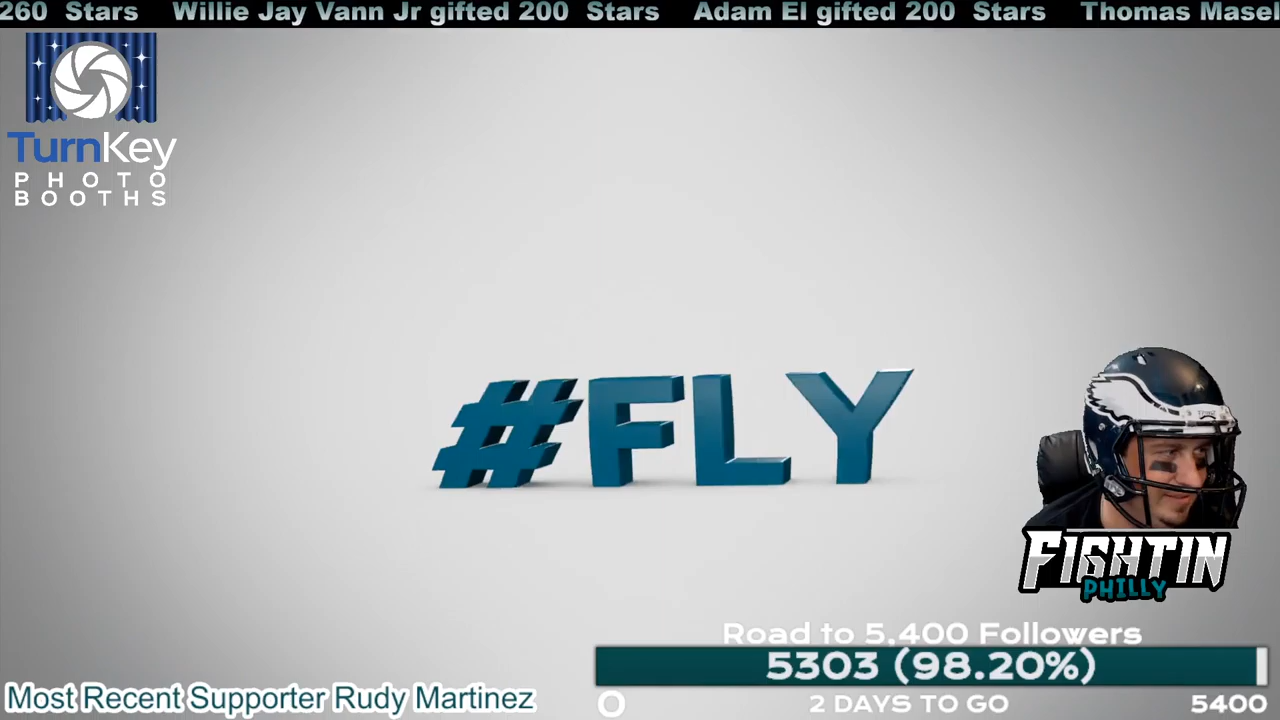 260 Stars Willie Jay Vann Jr gifted 200 Stars Adam El gifted 200 Stars Thomas Masel
TurnKey
PHOTO
BOOTHS
#FLY
FIGHTIN
PHILLY
Road to 5,400 Followers
5303 (98.20%)
0 2 DAYS TO GO 5400
Most Recent Supporter Rudy Martinez